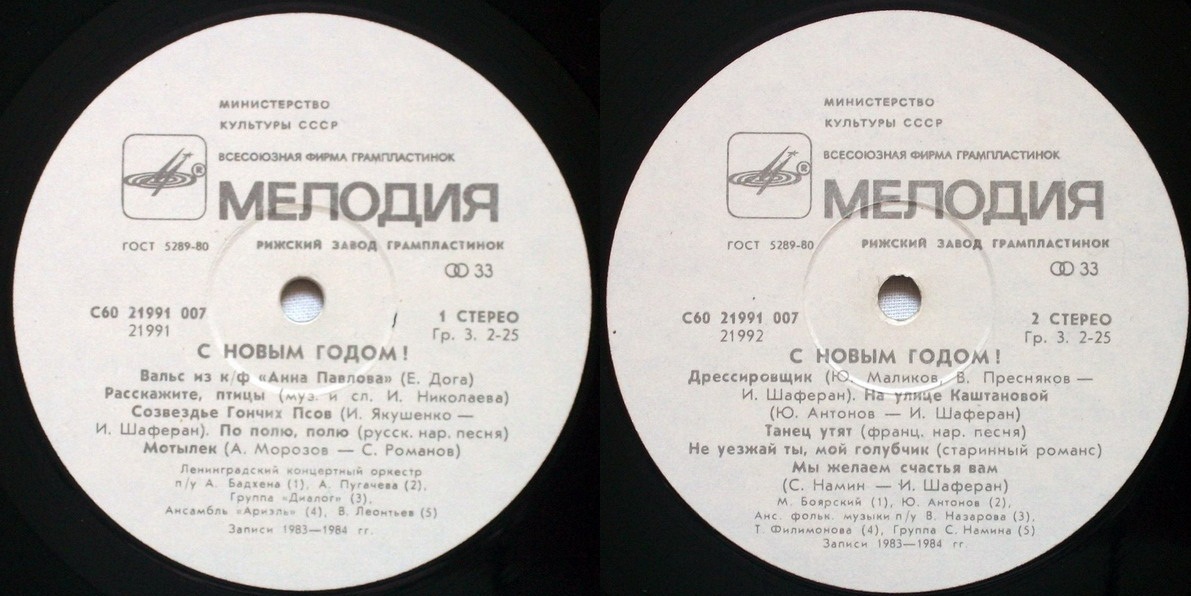 МИНИСТЕРСТВО
КУЛЬТУРЫ СССР
ВСЕСОЮЗНАЯ ФИРМА ГРАМПЛАСТИНОК
®
МЕЛОДИЯ
ГОСТ 5289-80 РИЖСКИЙ ЗАВОД ГРАМПЛАСТИНОК
33
С60 21991 007 1 СТЕРЕО
21991 Гр. 3. 2-25
С НОВЫМ ГОДОМ!
Вальс из к/ф «Анна Павлова» (Е. Дога)
Расскажите, птицы (муз. и сл. И. Николаева)
Созвездье Гончих Псов (И. Якушенко —
И. Шаферан). По полю, полю (русск. нар. песня)
Мотылек (А. Морозов — С. Романов)
Ленинградский концертный оркестр
п/у А. Бадхена (1), А. Пугачева (2),
Группа «Диалог» (3),
Ансамбль «Ариэль» (4), В. Леонтьев (5)
Записи 1983—1984 гг.
МИНИСТЕРСТВО
КУЛЬТУРЫ СССР
ВСЕСОЮЗНАЯ ФИРМА ГРАМПЛАСТИНОК
®
МЕЛОДИЯ
ГОСТ 5289-80 РИЖСКИЙ ЗАВОД ГРАМПЛАСТИНОК
33
С60 21991 007 2 СТЕРЕО
21992 Гр. 3. 2-25
С НОВЫМ ГОДОМ!
Дрессировщик (Ю. Маликов, В. Пресняков —
И. Шаферан). На улице Каштановой
(Ю. Антонов — И. Шаферан)
Танец утят (франц. нар. песня)
Не уезжай ты, мой голубчик (старинный романс)
Мы желаем счастья вам
(С. Намин — И. Шаферан)
М. Боярский (1), Ю. Антонов (2),
Анс. фольк. музыки п/у В. Назарова (3),
Т. Филимонова (4), Группа С. Намина (5)
Записи 1983—1984 гг.